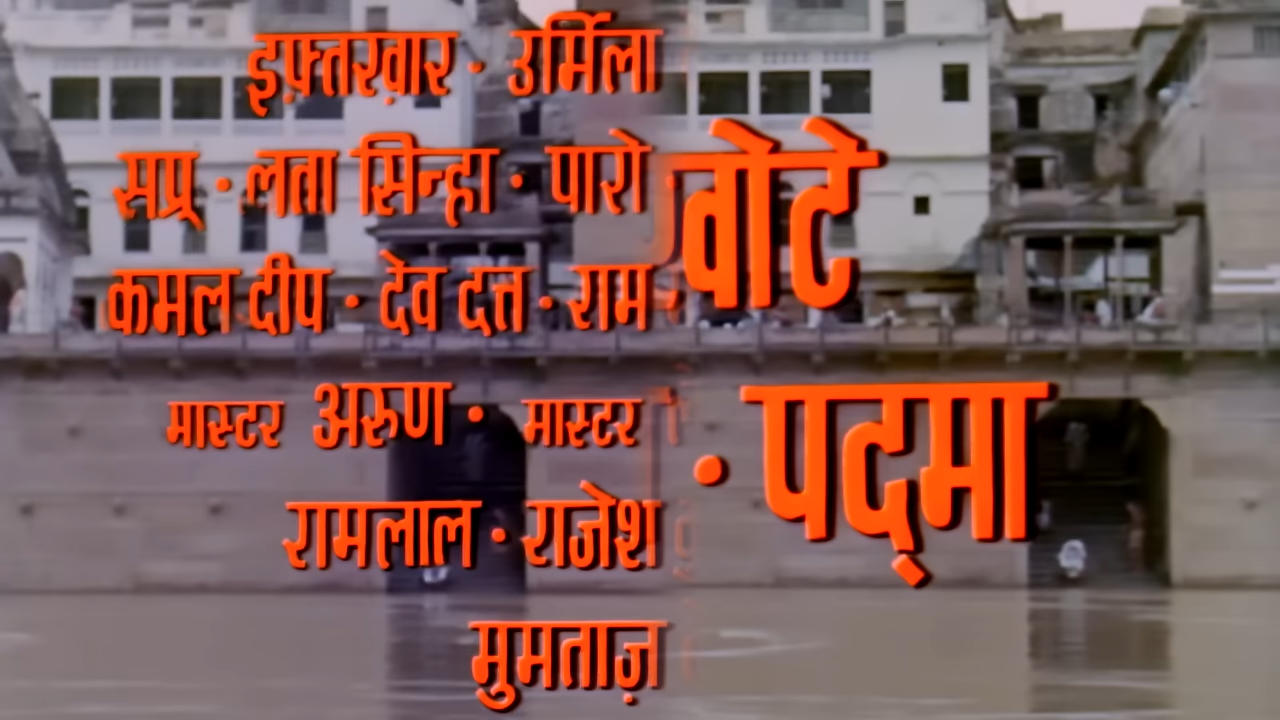 इफ़्तख़ार · उर्मिला
सप्रू · लता सिन्हा · पारो
कमल दीप · देव दत्त · राम
मास्टर अरुण · मास्टर
रामलाल · राजेश
मुमताज़
वोटे
· पद्मा